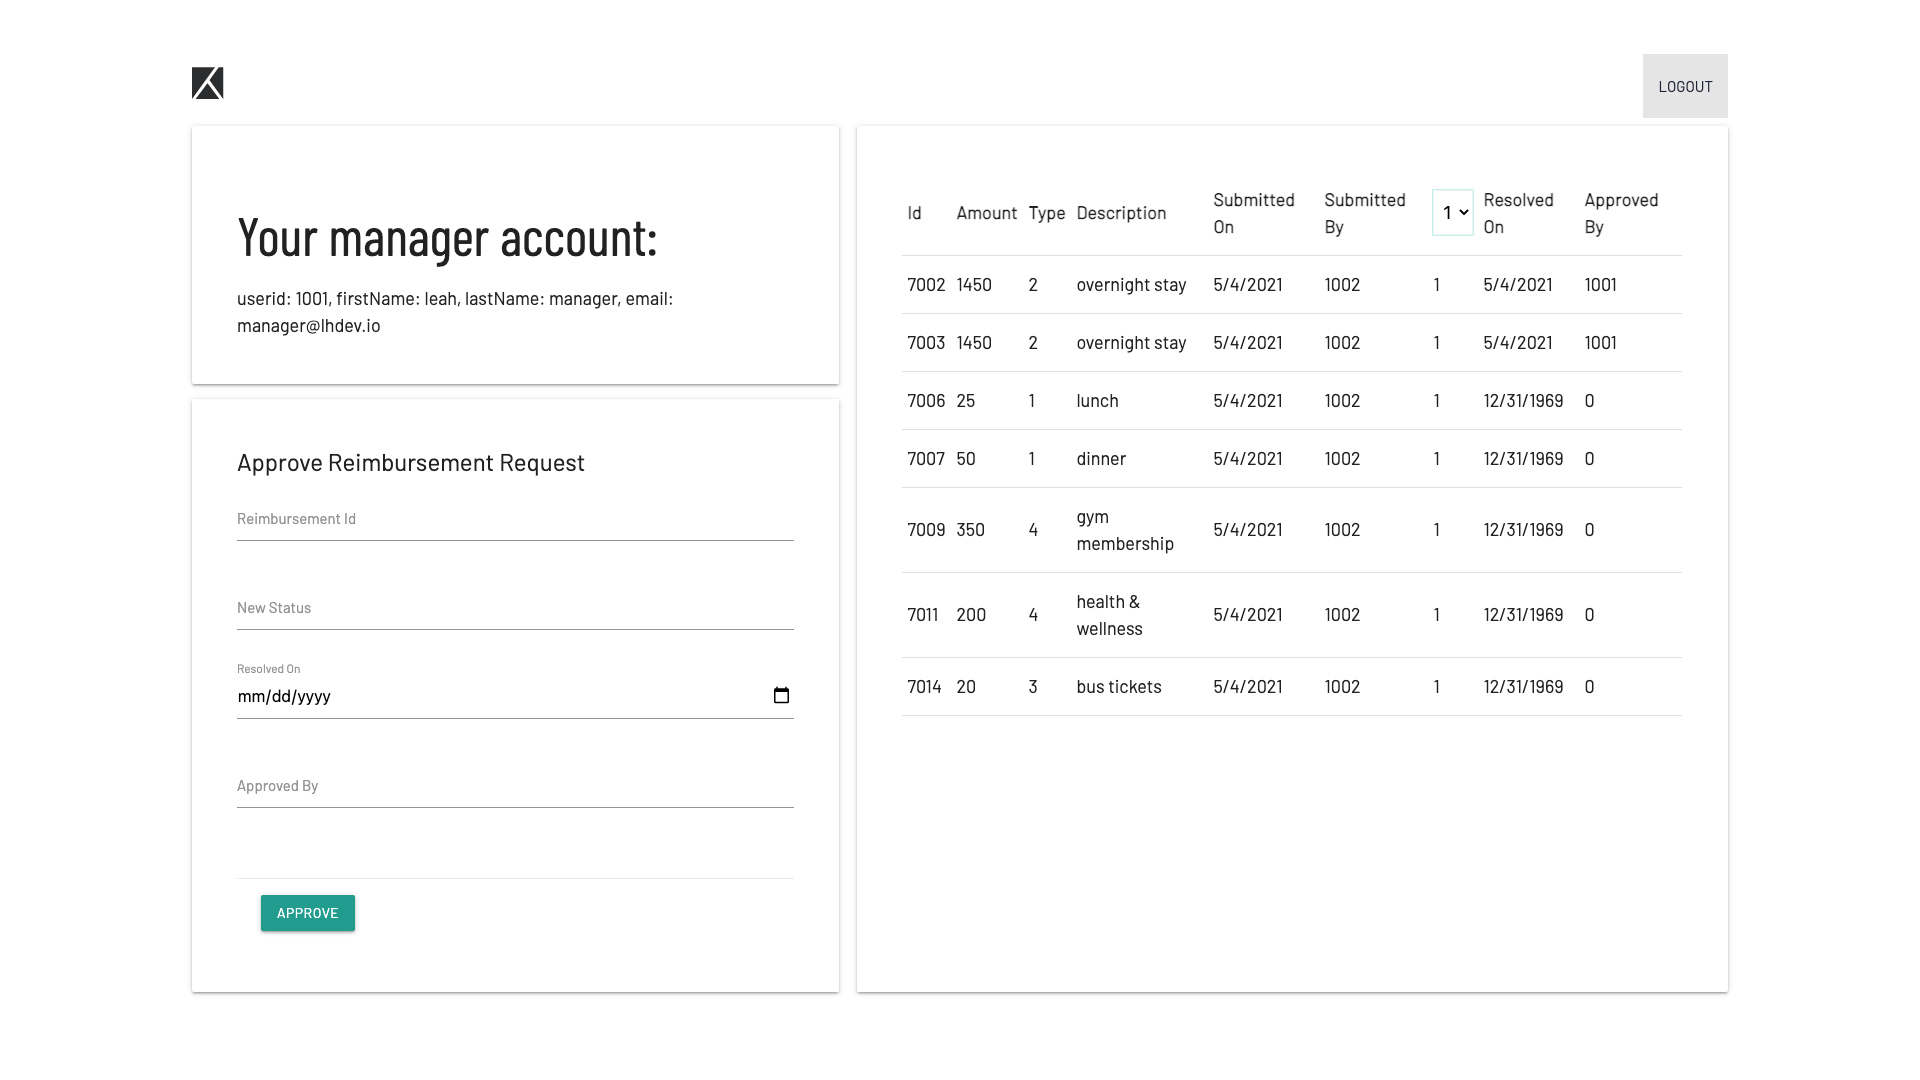 LOGOUT
Your manager account:
userid: 1001, firstName: leah, lastName: manager, email:
manager@lhdev.io
Approve Reimbursement Request
Reimbursement Id
New Status
Resolved On
mm/dd/yyyy
Approved By
APPROVE
Id Amount Type Description Submitted On Submitted By 1 Resolved On Approved By
7002 1450 2 overnight stay 5/4/2021 1002 1 5/4/2021 1001
7003 1450 2 overnight stay 5/4/2021 1002 1 5/4/2021 1001
7006 25 1 lunch 5/4/2021 1002 1 12/31/1969 0
7007 50 1 dinner 5/4/2021 1002 1 12/31/1969 0
7009 350 4 gym membership 5/4/2021 1002 1 12/31/1969 0
7011 200 4 health & wellness 5/4/2021 1002 1 12/31/1969 0
7014 20 3 bus tickets 5/4/2021 1002 1 12/31/1969 0